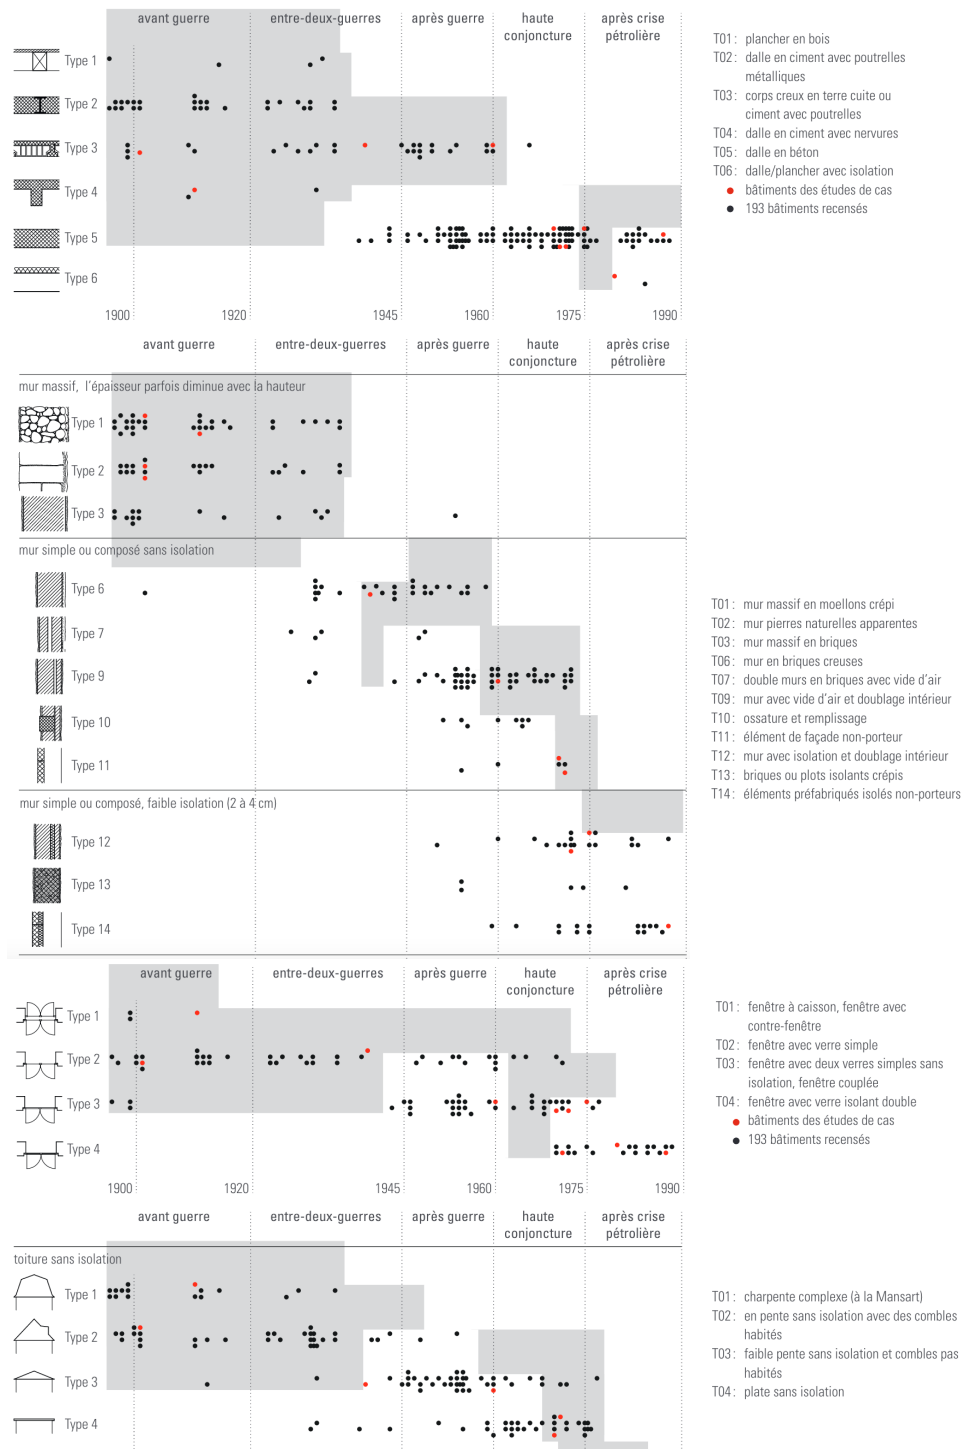 avant guerre
entre-deux-guerres
après guerre
haute
conjoncture
après crise
pétrolière
Type 1
Type 2
Type 3
Type 4
Type 5
Type 6
1900
1920
1945
1960
1975
1990
T01: plancher en bois
T02: dalle en ciment avec poutrelles
métalliques
T03: corps creux en terre cuite ou
ciment avec poutrelles
T04: dalle en ciment avec nervures
T05: dalle en béton
T06: dalle/plancher avec isolation
bâtiments des études de cas
193 bâtiments recensés
avant guerre
entre-deux-guerres
après guerre
haute
conjoncture
après crise
pétrolière
mur massif, l'épaisseur parfois diminue avec la hauteur
Type 1
Type 2
Type 3
mur simple ou composé sans isolation
Type 6
Type 7
Type 9
Type 10
Type 11
mur simple ou composé, faible isolation (2 à 4 cm)
Type 12
Type 13
Type 14
T01: mur massif en moellons crépi
T02: mur pierres naturelles apparentes
T03: mur massif en briques
T06: mur en briques creuses
T07: double murs en briques avec vide d'air
T09: mur avec vide d'air et doublage intérieur
T10: ossature et remplissage
T11: élément de façade non-porteur
T12: mur avec isolation et doublage intérieur
T13: briques ou plots isolants crépis
T14: éléments préfabriqués isolés non-porteurs
avant guerre
entre-deux-guerres
après guerre
haute
conjoncture
après crise
pétrolière
Type 1
Type 2
Type 3
Type 4
1900
1920
1945
1960
1975
1990
T01: fenêtre à caisson, fenêtre avec
contre-fenêtre
T02: fenêtre avec verre simple
T03: fenêtre avec deux verres simples sans
isolation, fenêtre couplée
T04: fenêtre avec verre isolant double
bâtiments des études de cas
193 bâtiments recensés
avant guerre
entre-deux-guerres
après guerre
haute
conjoncture
après crise
pétrolière
toiture sans isolation
Type 1
Type 2
Type 3
Type 4
T01: charpente complexe (à la Mansart)
T02: en pente sans isolation avec des combles
habités
T03: faible pente sans isolation et combles pas
habités
T04: plate sans isolation